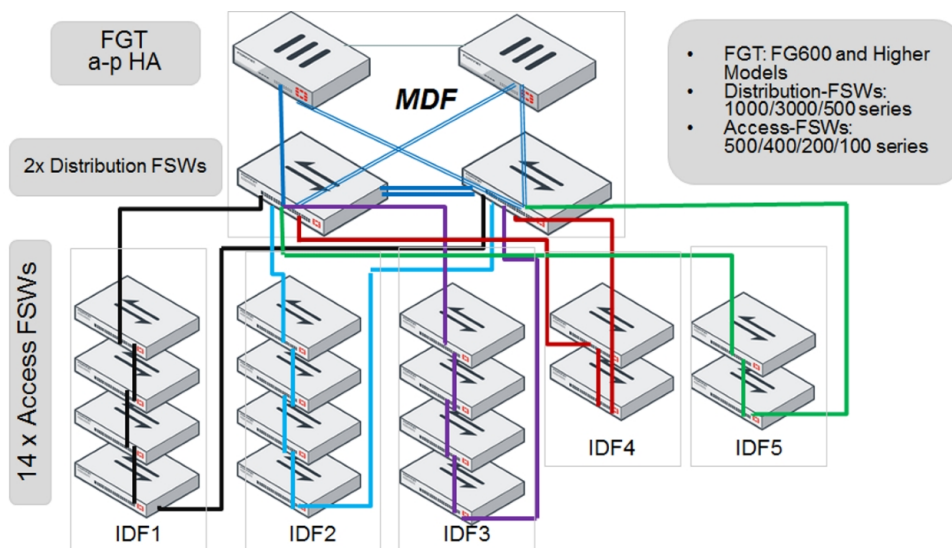 FGT
a-p HA
MDF
• FGT: FG600 and Higher
Models
• Distribution-FSWs:
1000/3000/500 series
• Access-FSWs:
500/400/200/100 series
2x Distribution FSWs
14 x Access FSWs
IDF1
IDF2
IDF3
IDF4
IDF5